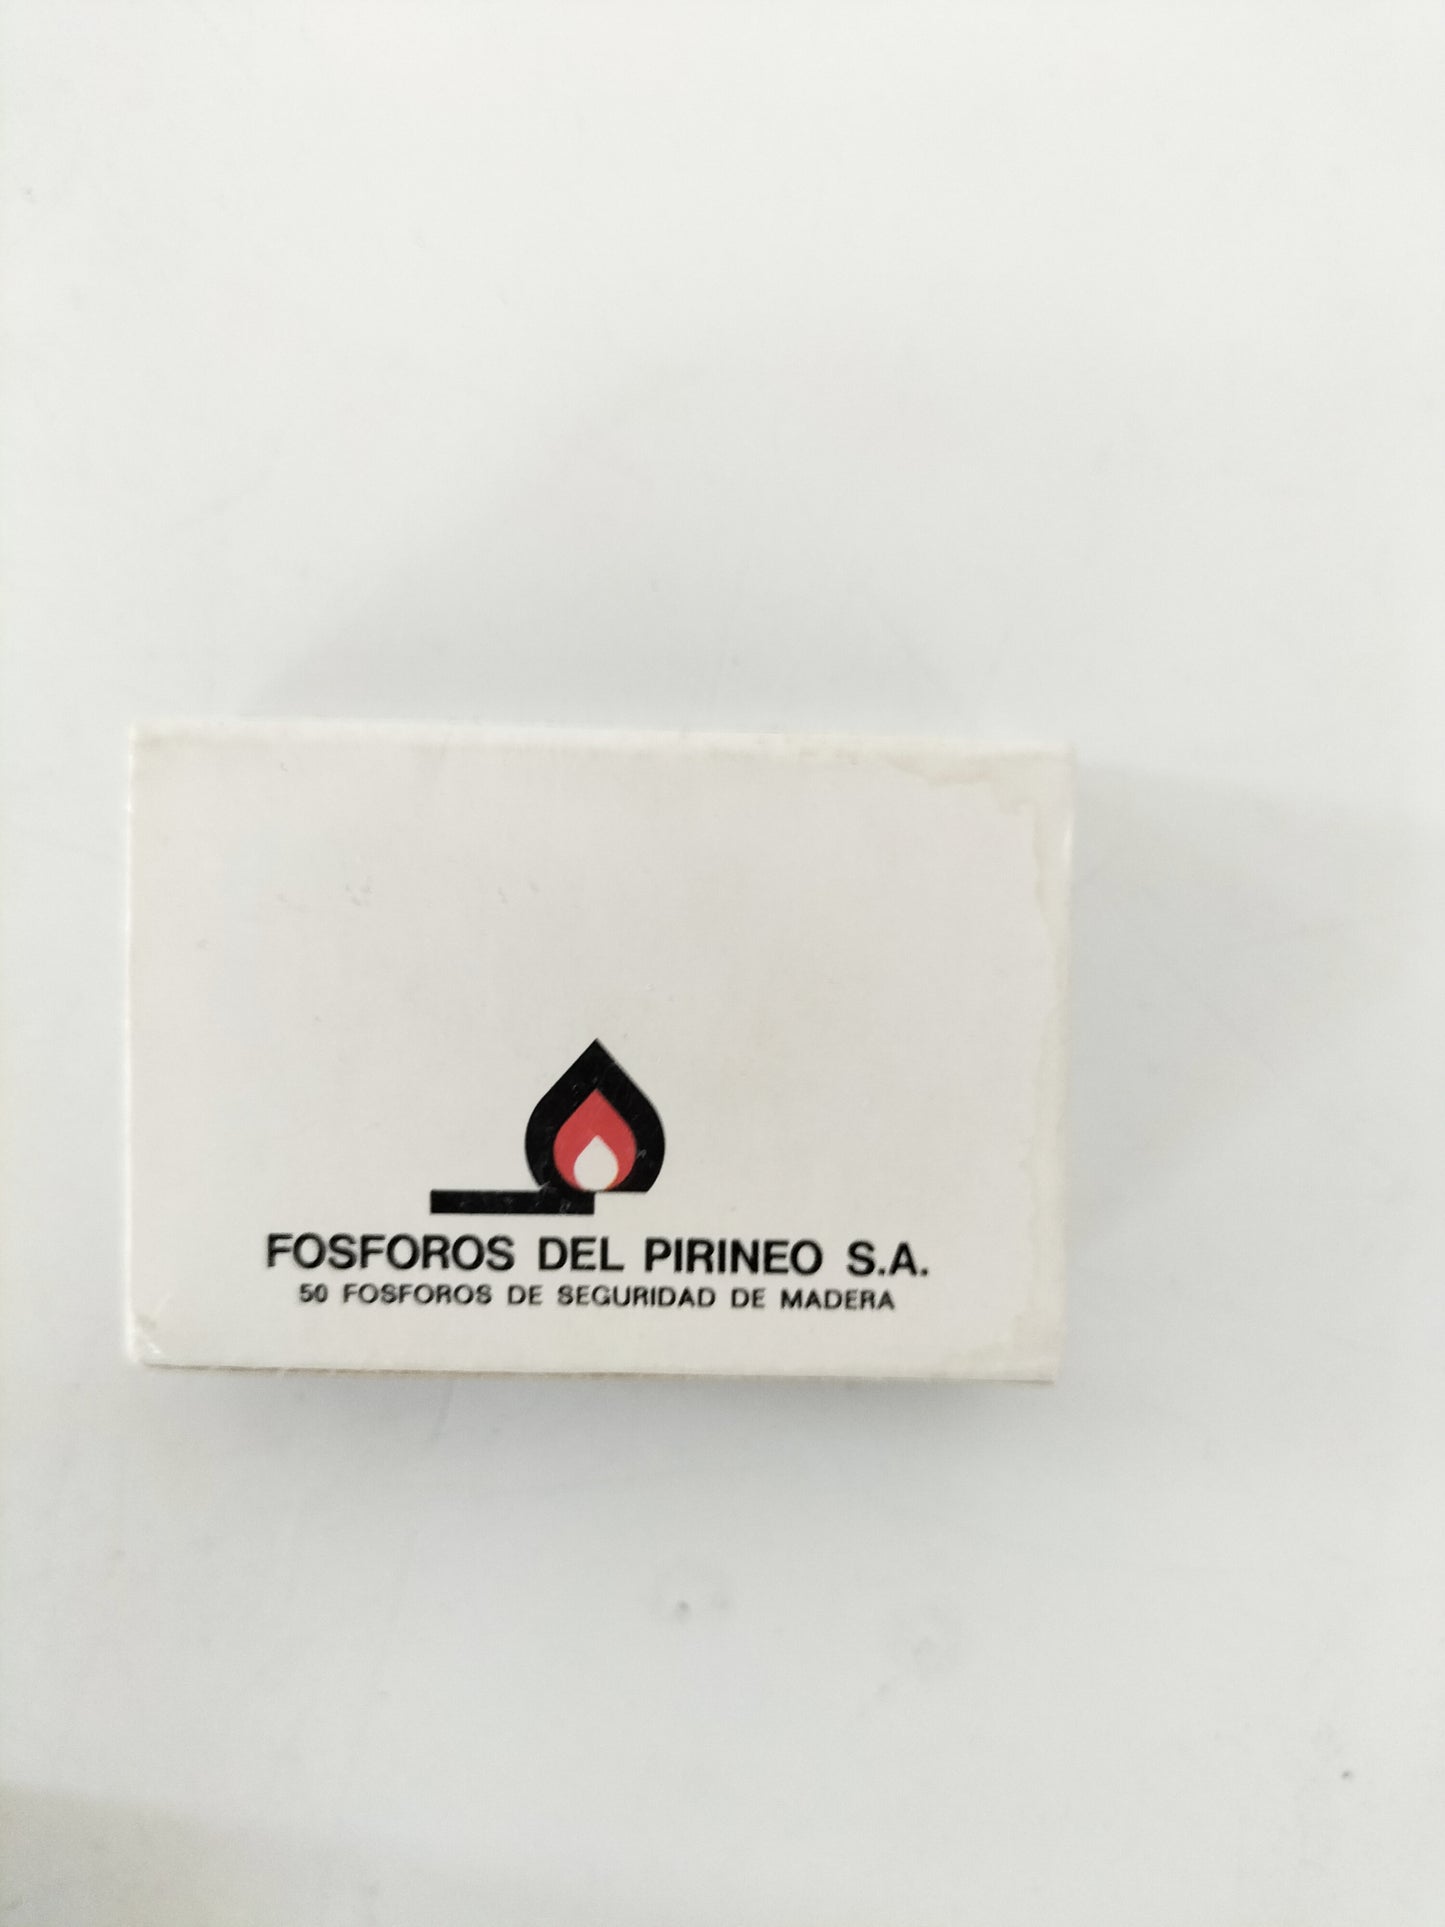 FOSFOROS DEL PIRINEO S.A.
50 FOSFOROS DE SEGURIDAD DE MADERA